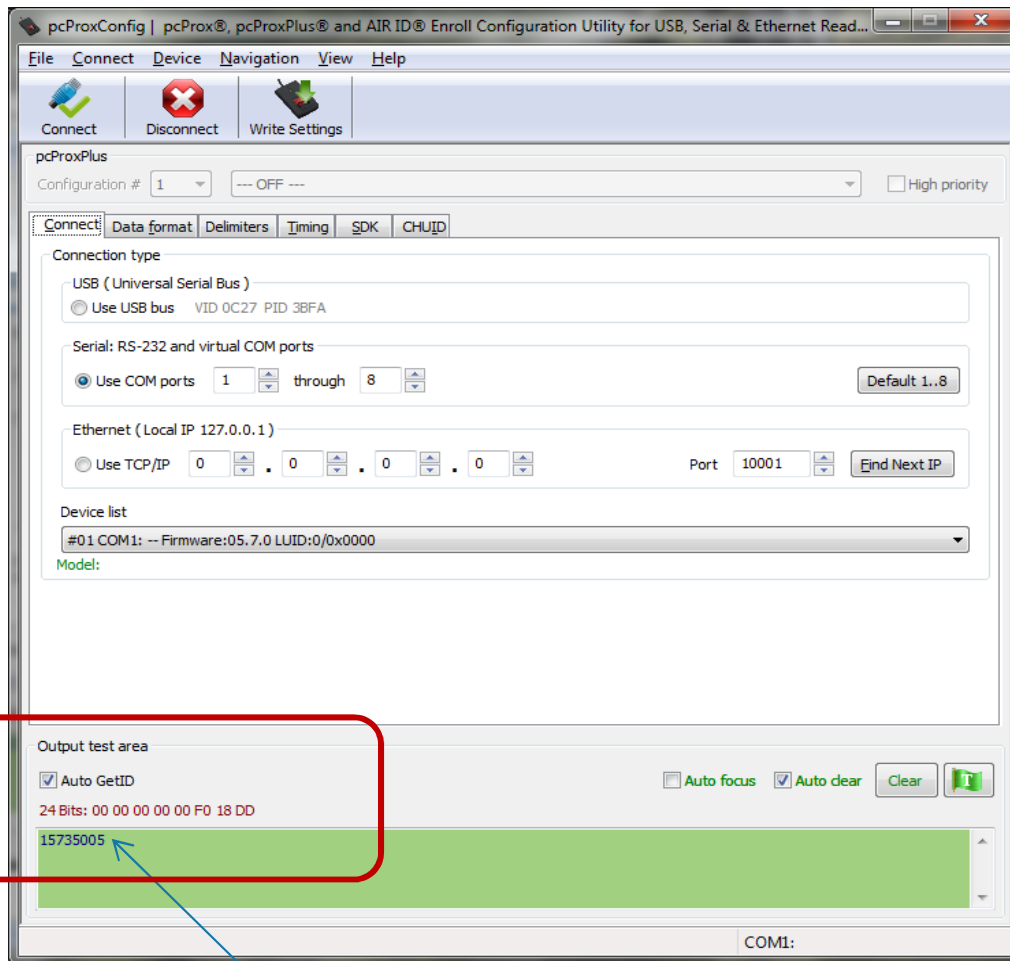 pcProxConfig | pcProx®, pcProxPlus® and AIR ID® Enroll Configuration Utility for USB, Serial & Ethernet Read...
File Connect Device Navigation View Help
Connect Disconnect Write Settings
pcProxPlus
Configuration # 1 --- OFF --- High priority
Connect Data format Delimiters Timing SDK CHUID
Connection type
USB ( Universal Serial Bus )
Use USB bus VID 0C27 PID 3BFA
Serial: RS-232 and virtual COM ports
Use COM ports 1 through 8 Default 1..8
Ethernet ( Local IP 127.0.0.1 )
Use TCP/IP 0 . 0 . 0 . 0 Port 10001 Find Next IP
Device list
#01 COM1: -- Firmware:05.7.0 LUID:0/0x0000
Model:
Output test area
Auto GetID Auto focus Auto clear Clear T
24 Bits: 00 00 00 00 00 F0 18 DD
15735005
COM1: